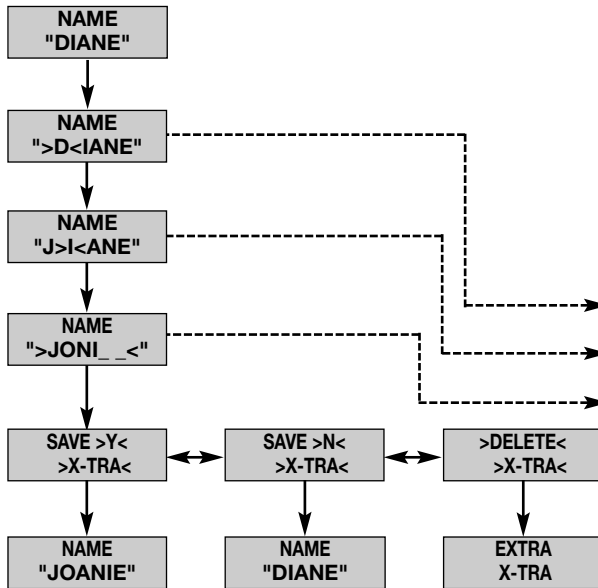 NAME
"DIANE"
NAME
">D<IANE"
NAME
"J>I<ANE"
NAME
">JONI_ _<"
SAVE >Y<
>X-TRA<
SAVE >N<
>X-TRA<
>DELETE<
>X-TRA<
NAME
"JOANIE"
NAME
"DIANE"
EXTRA
X-TRA